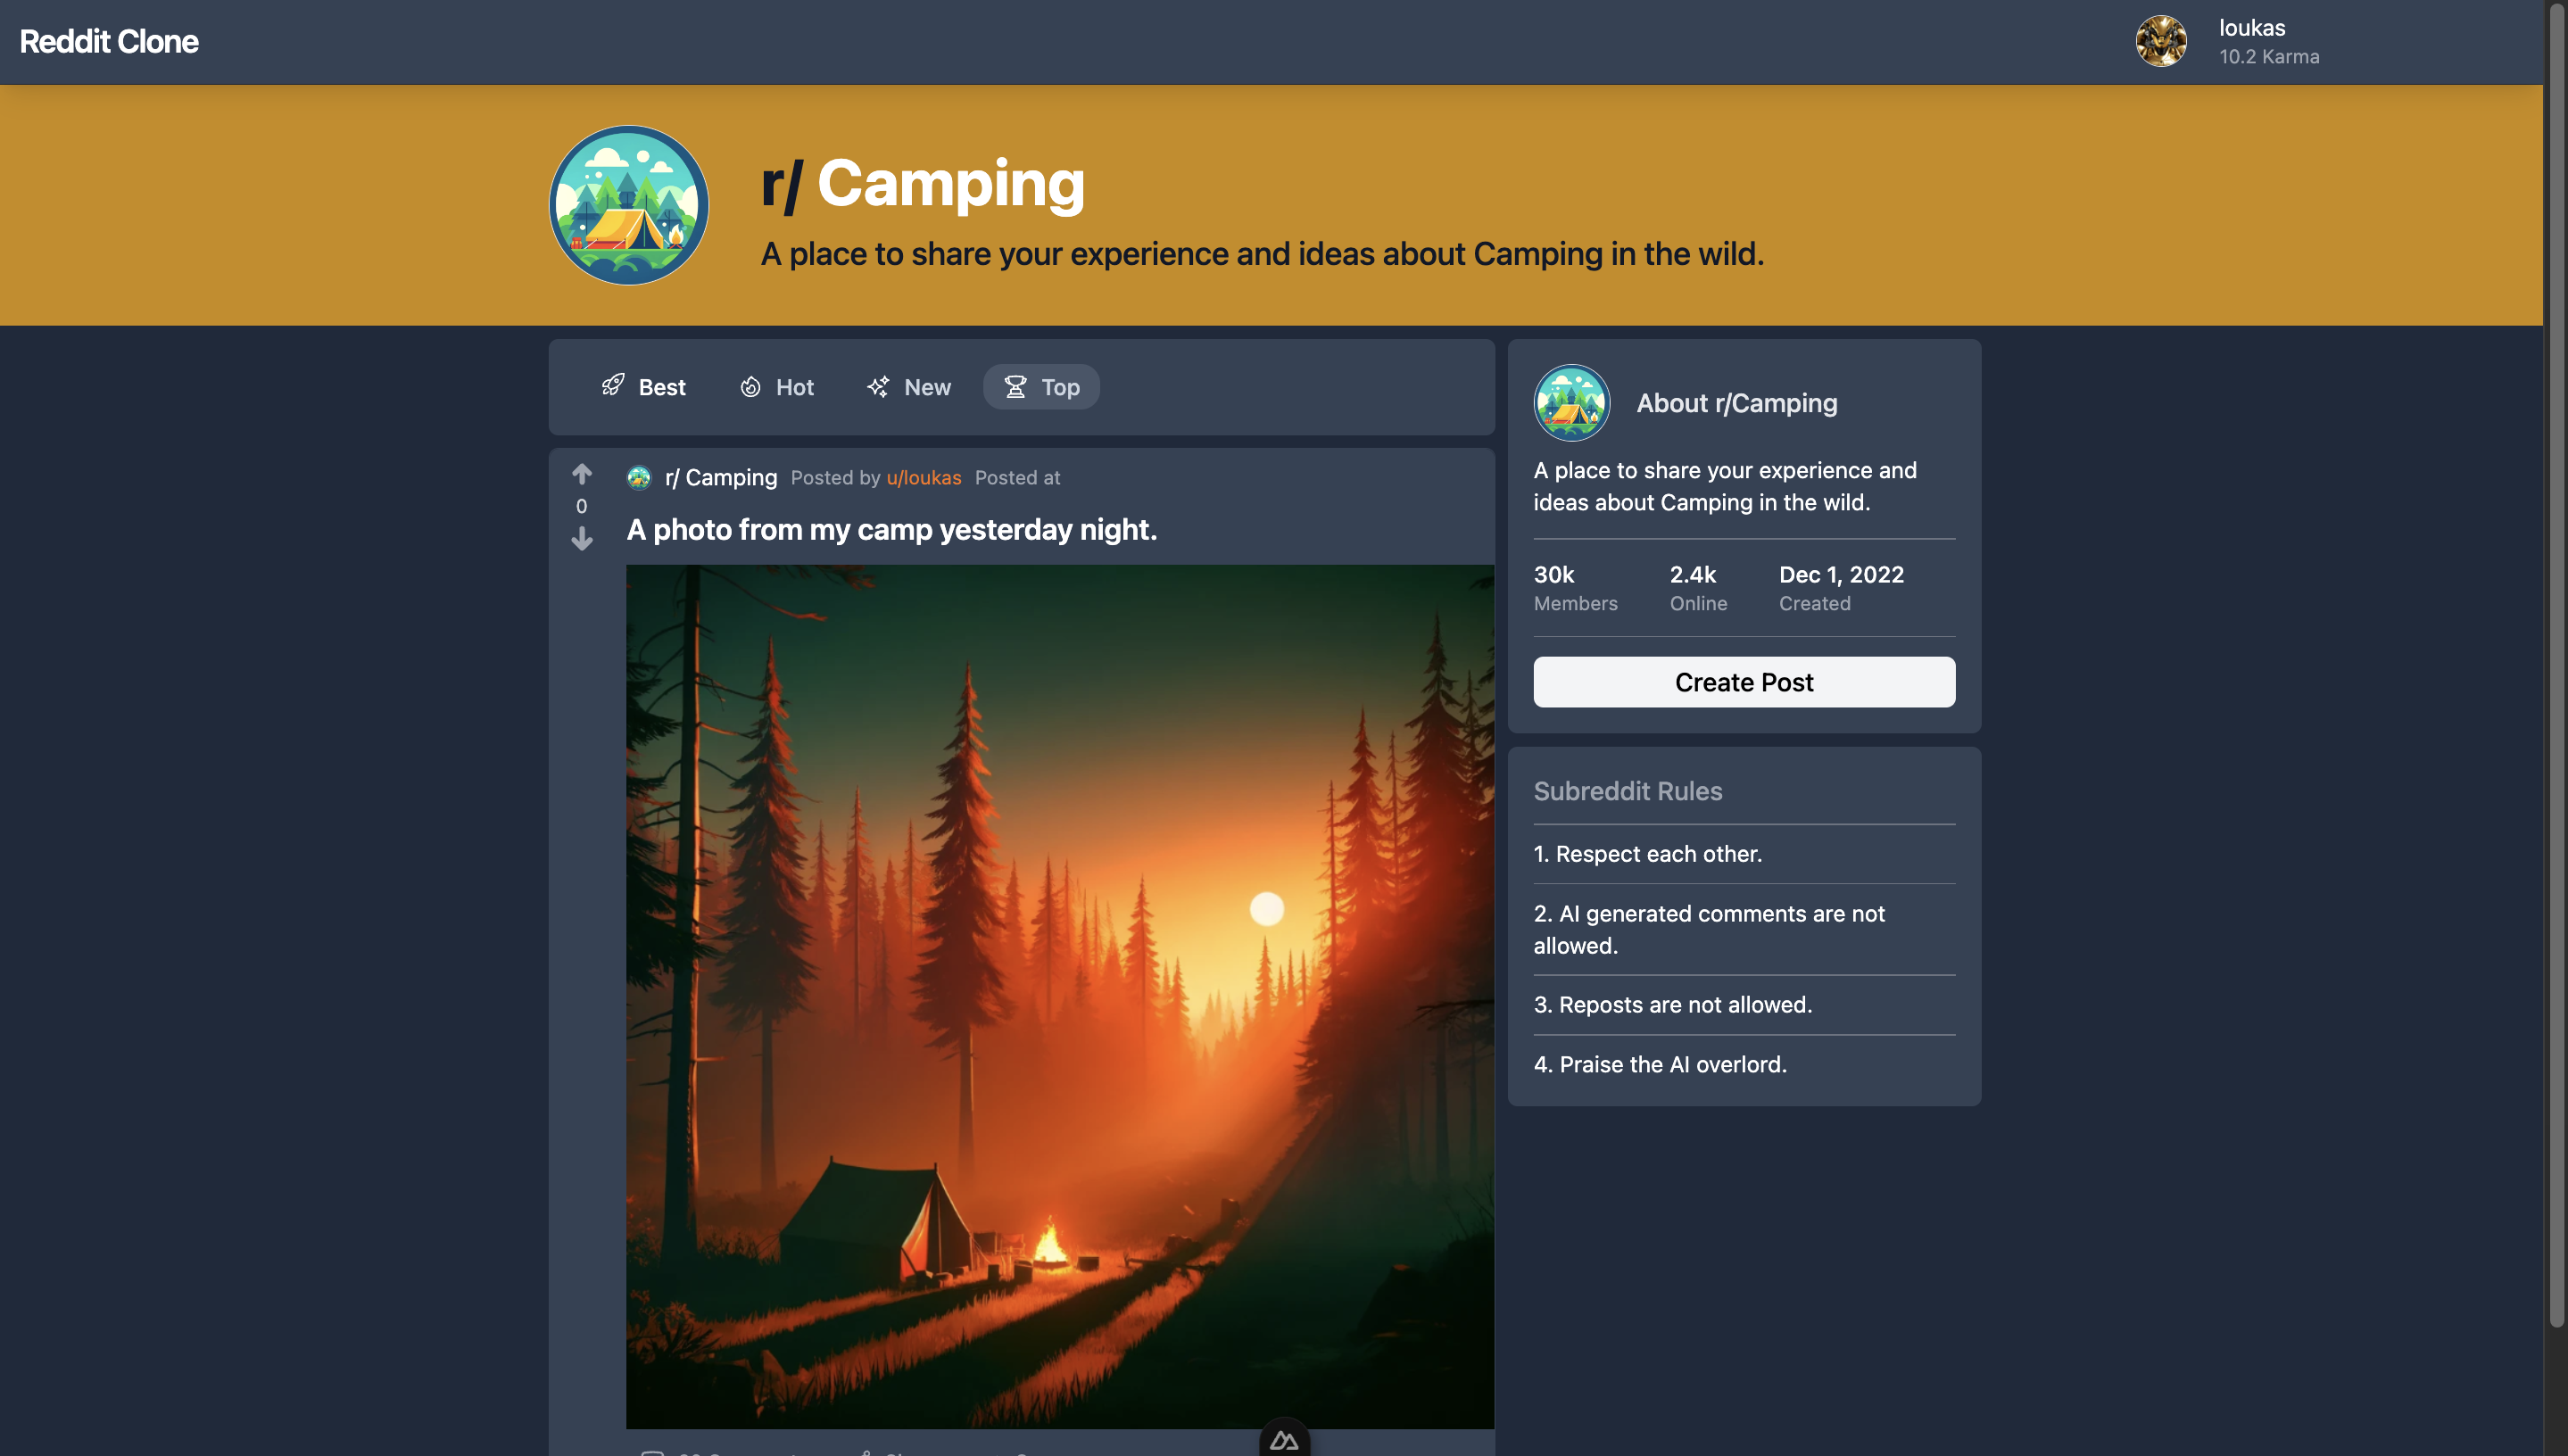 Reddit Clone
loukas
10.2 Karma
r/ Camping
A place to share your experience and ideas about Camping in the wild.
Best
Hot
New
Top
r/ Camping Posted by u/loukas Posted at
0
A photo from my camp yesterday night.
About r/Camping
A place to share your experience and
ideas about Camping in the wild.
30k 2.4k Dec 1, 2022
Members Online Created
Create Post
Subreddit Rules
1. Respect each other.
2. AI generated comments are not
allowed.
3. Reposts are not allowed.
4. Praise the AI overlord.